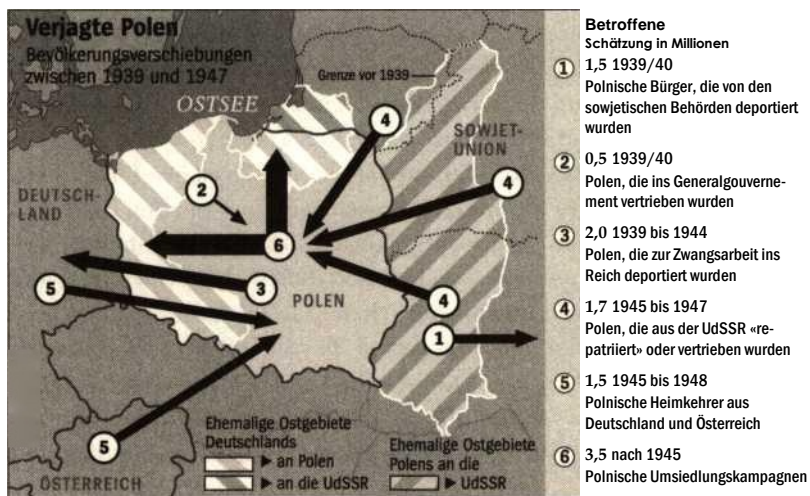 Verjagte Polen
Bevölkerungsverschiebungen
zwischen 1939 und 1947
Grenze vor 1939
OSTSEE
4
SOWJET-
UNION
4
DEUTSCH-
LAND
2
6
5
3
POLEN
4
1
5
ÖSTERREICH
Ehemalige Ostgebiete
Deutschlands
▶ an Polen
▶ an die UdSSR
Ehemalige Ostgebiete
Polens an die
▶ UdSSR
Betroffene
Schätzung in Millionen
① 1,5 1939/40
Polnische Bürger, die von den
sowjetischen Behörden deportiert
wurden
② 0,5 1939/40
Polen, die ins Generalgouverne-
ment vertrieben wurden
③ 2,0 1939 bis 1944
Polen, die zur Zwangsarbeit ins
Reich deportiert wurden
④ 1,7 1945 bis 1947
Polen, die aus der UdSSR «re-
patriiert» oder vertrieben wurden
⑤ 1,5 1945 bis 1948
Polnische Heimkehrer aus
Deutschland und Österreich
⑥ 3,5 nach 1945
Polnische Umsiedlungskampagnen